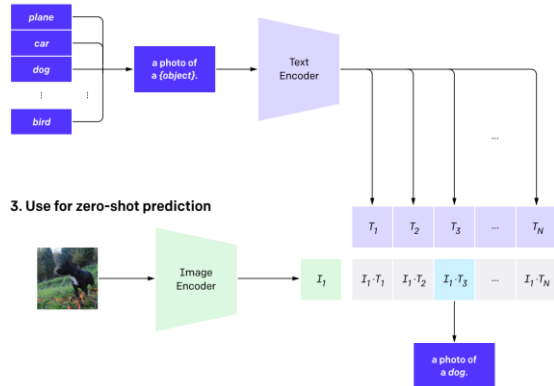 plane
car
dog
⋮ ⋮
bird
a photo of
a {object}.
Text
Encoder
...
3. Use for zero-shot prediction
T1 T2 T3 ... TN
Image
Encoder
I1
I1·T1 I1·T2 I1·T3 ... I1·TN
a photo of
a dog.